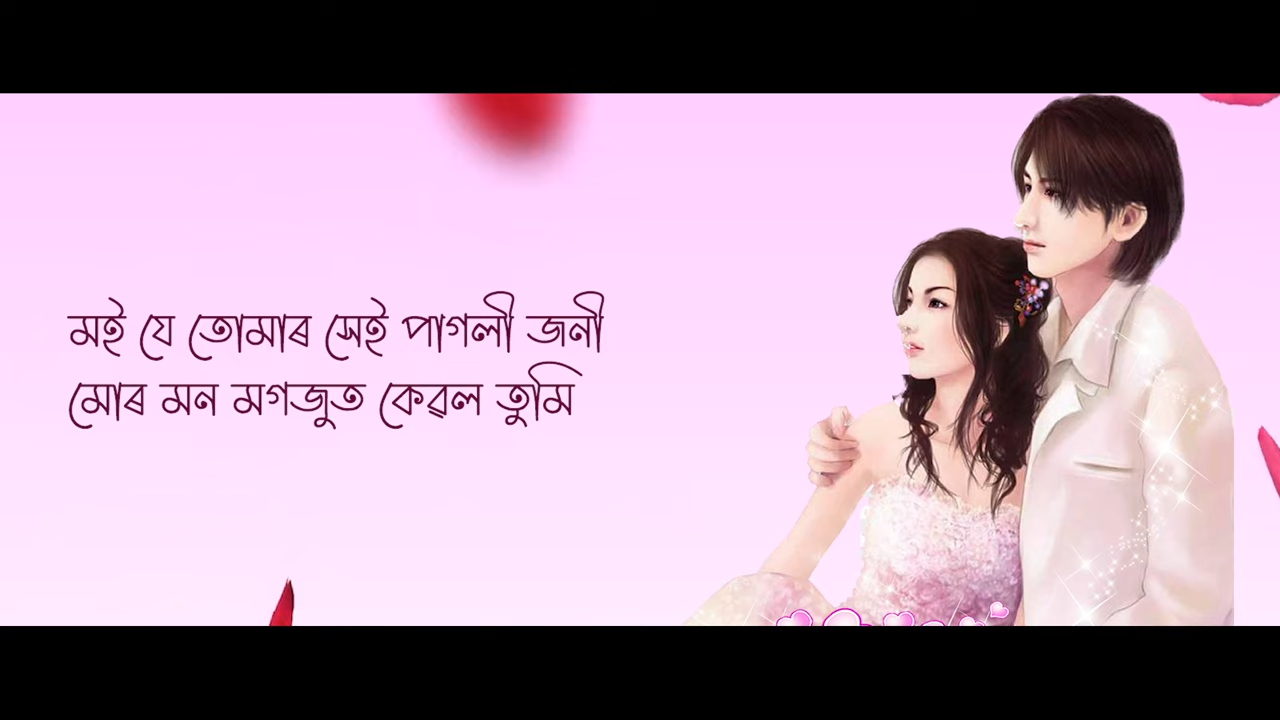 মই যে তোমাৰ সেই পাগলী জনী
মোৰ মন মগজুত কেৱল তুমি